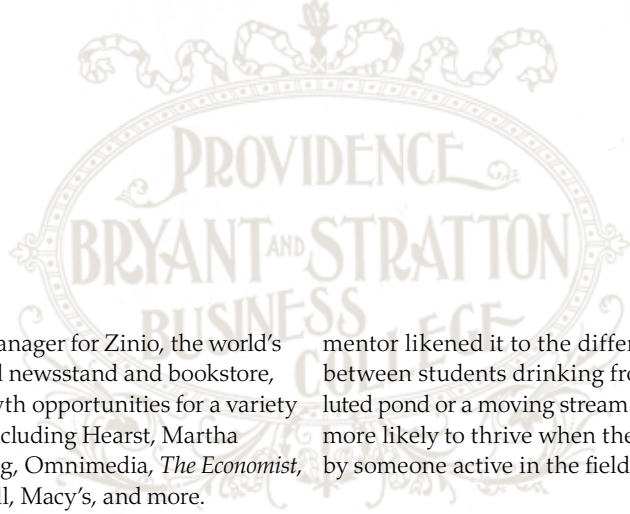 PROVIDENCE
BRYANT AND STRATTON
BUSINESS
COLLEGE
anager for Zinio, the world's
l newsstand and bookstore,
th opportunities for a variety
cluding Hearst, Martha
g, Omnimedia, The Economist,
ll, Macy's, and more.
mentor likened it to the differ
between students drinking fro
luted pond or a moving stream
more likely to thrive when the
by someone active in the field